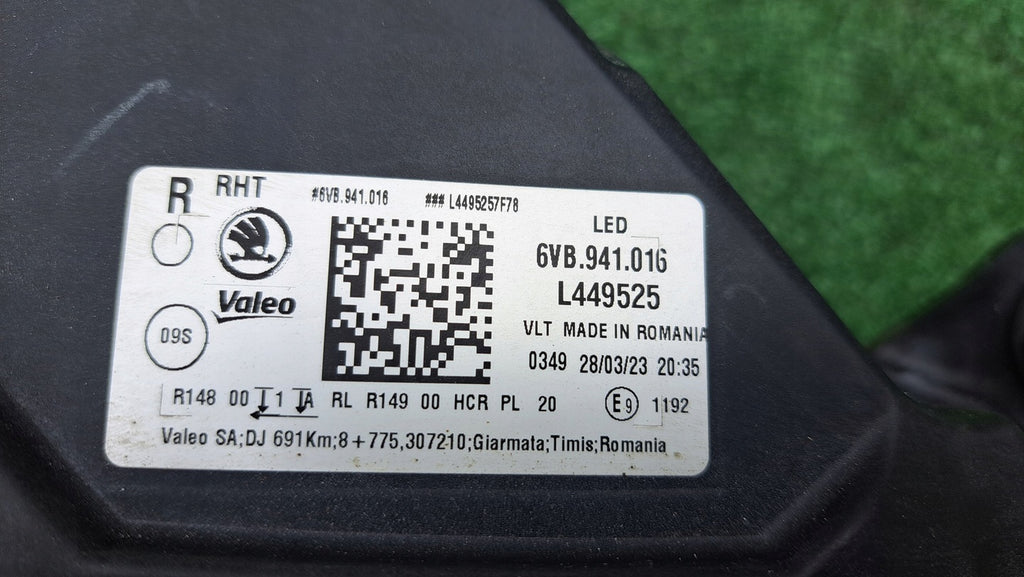 R RHT #6VB.941.016 ### L4495257F78
LED
6VB.941.016
L449525
Valeo
VLT MADE IN ROMANIA
09S
0349 28/03/23 20:35
R148 00 1 A RL R149 00 HCR PL 20 E9 1192
Valeo SA;DJ 691Km;8+775,307210;Giarmata;Timis;Romania